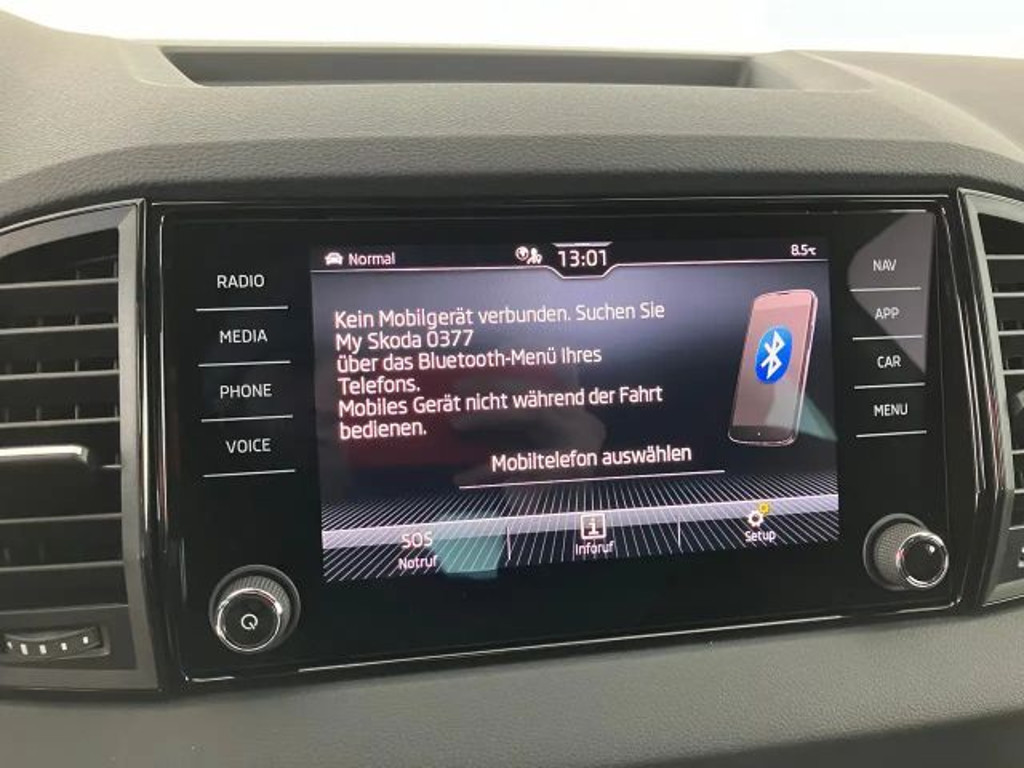 Normal
13:01
8.5°C
RADIO
MEDIA
PHONE
VOICE
Kein Mobilgerät verbunden. Suchen Sie
My Skoda 0377
über das Bluetooth-Menü Ihres
Telefons.
Mobiles Gerät nicht während der Fahrt
bedienen.
Mobiltelefon auswählen
SOS
Notruf
i
Inforuf
Setup
NAV
APP
CAR
MENU